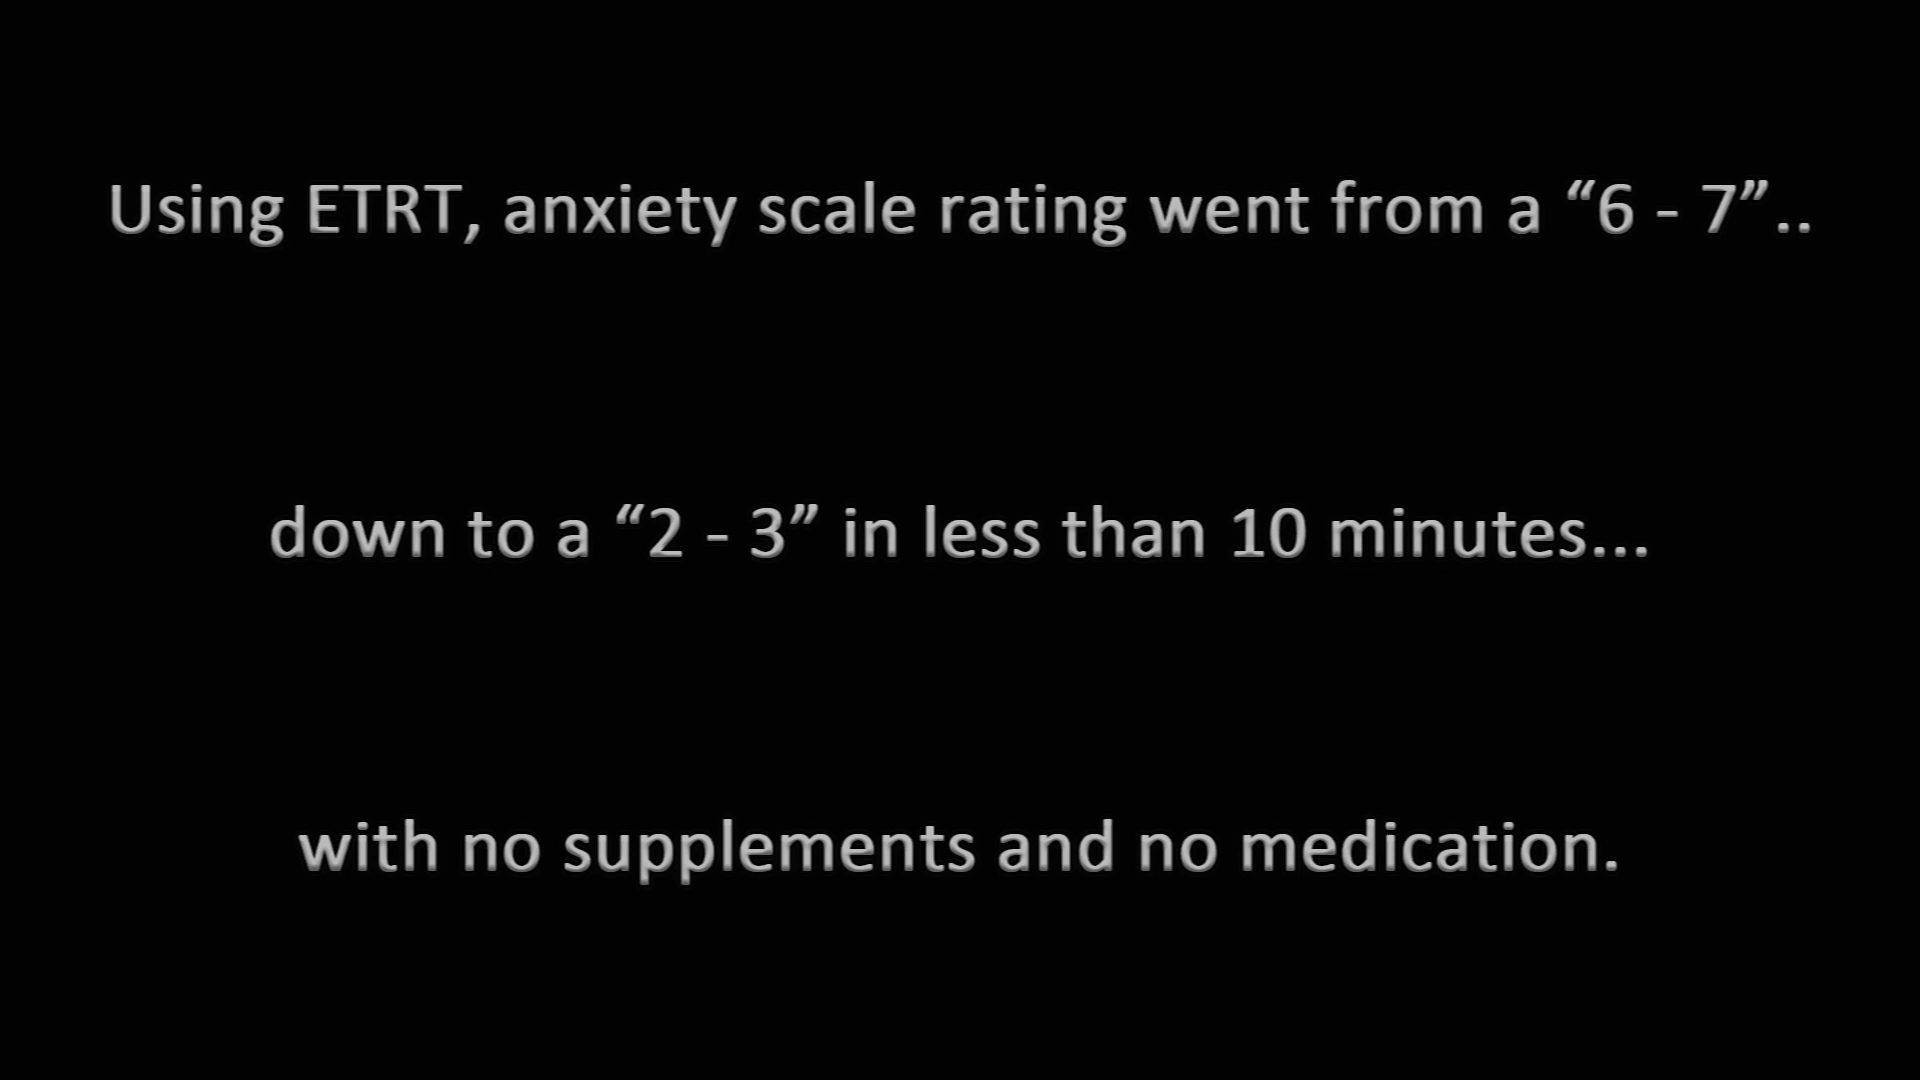 Using ETRT, anxiety scale rating went from a “6 - 7”..
down to a “2 - 3” in less than 10 minutes...
with no supplements and no medication.